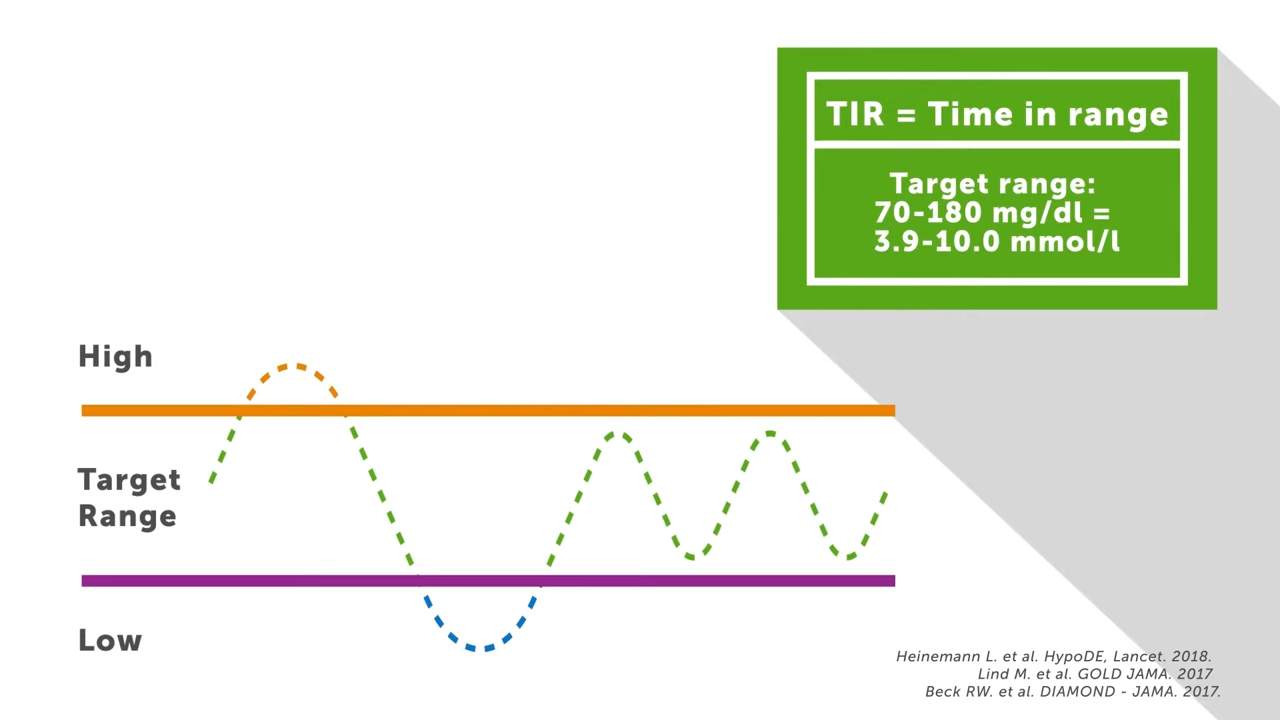 TIR = Time in range
Target range:
70-180 mg/dl =
3.9-10.0 mmol/l
High
Target
Range
Low
Heinemann L. et al. HypoDE, Lancet. 2018.
Lind M. et al. GOLD JAMA. 2017
Beck RW. et al. DIAMOND - JAMA. 2017.